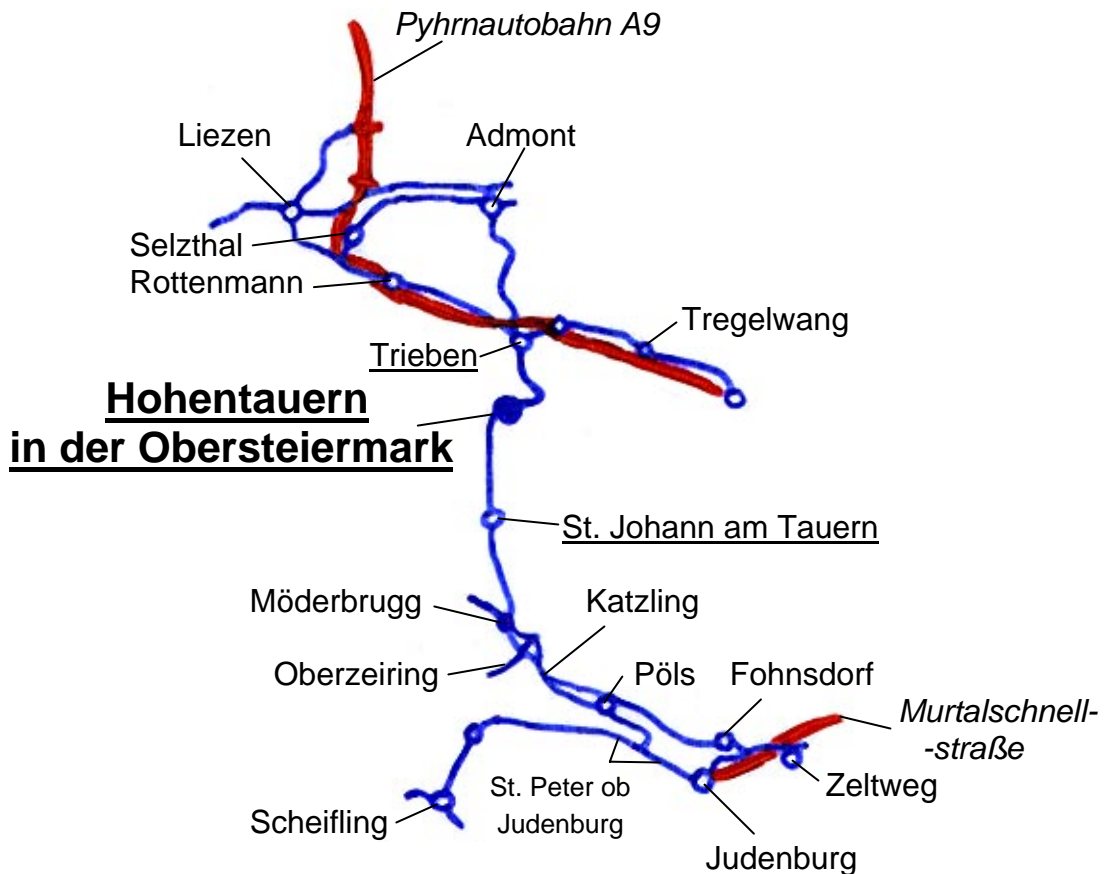 Pyhrnautobahn A9
Liezen
Admont
Selzthal
Rottenmann
Tregelwang
Trieben
Hohentauern
in der Obersteiermark
St. Johann am Tauern
Möderbrugg
Katzling
Oberzeiring
Pöls
Fohnsdorf
Murtalschnell-
-straße
Zeltweg
St. Peter ob
Judenburg
Scheifling
Judenburg